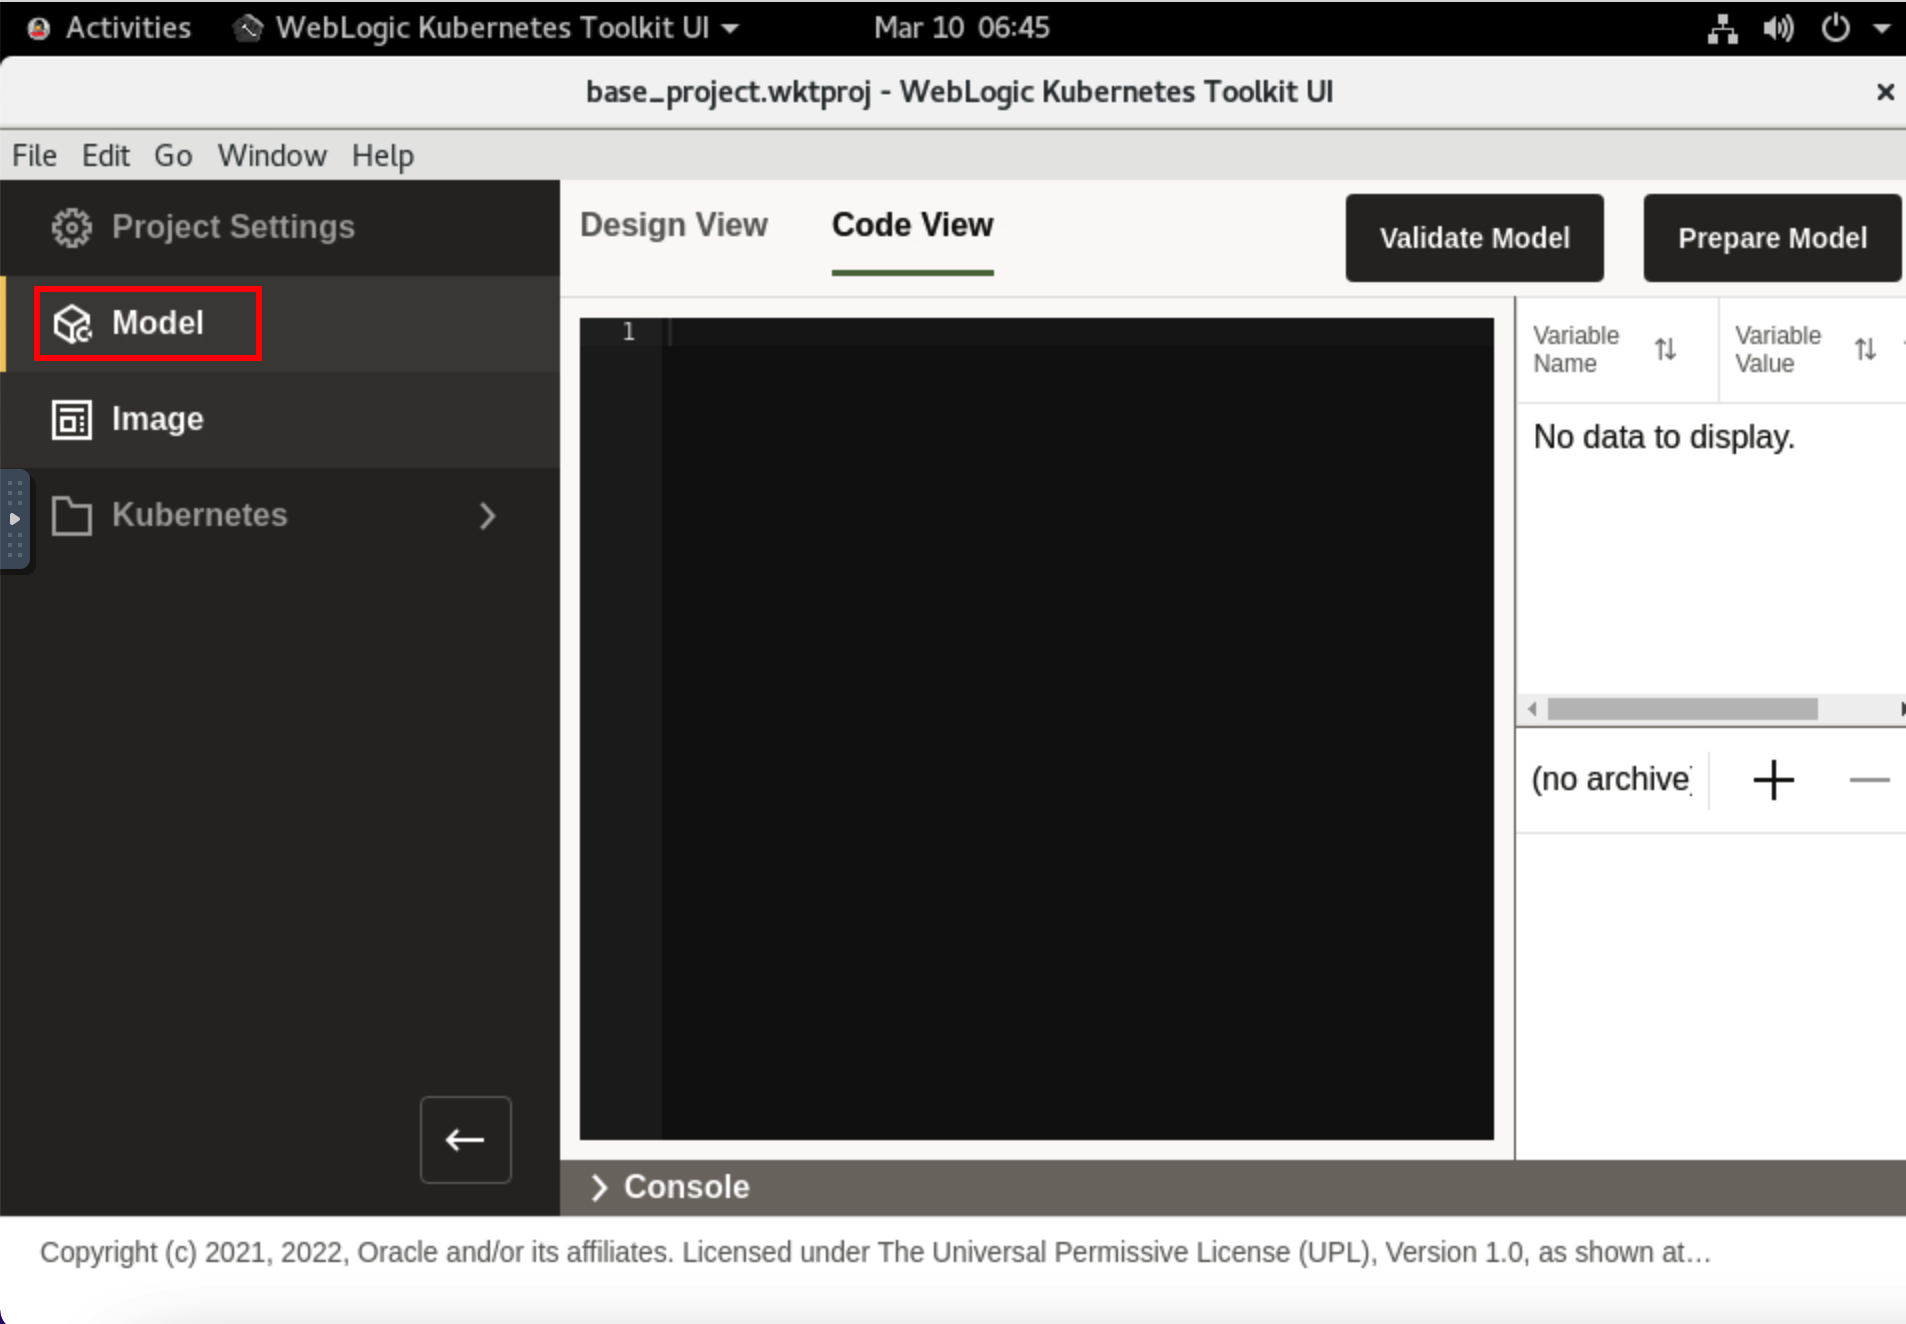 Activities WebLogic Kubernetes Toolkit UI Mar 10 06:45
base_project.wktproj - WebLogic Kubernetes Toolkit UI
File Edit Go Window Help
Project Settings
Model
Image
Kubernetes
Design View Code View Validate Model Prepare Model
1
Variable Name
Variable Value
No data to display.
(no archive)
Console
Copyright (c) 2021, 2022, Oracle and/or its affiliates. Licensed under The Universal Permissive License (UPL), Version 1.0, as shown at...